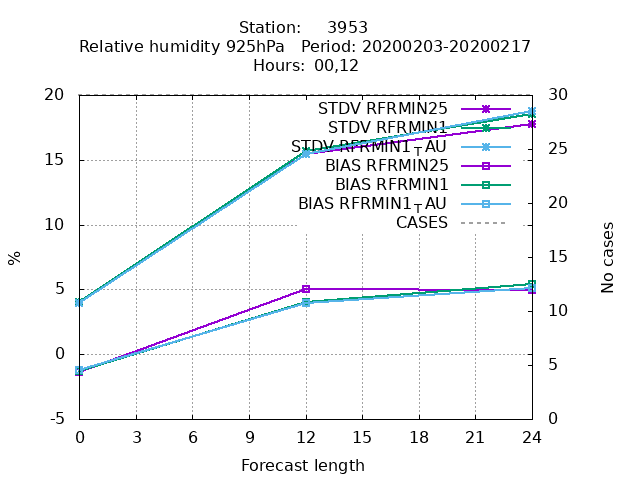 Station:     3953
Relative humidity 925hPa   Period: 20200203-20200217
Hours: 00,12
20
15
10
5
0
-5
%
30
25
20
15
10
5
0
No cases
STDV RFRMIN25
STDV RFRMIN1
STDV RFRMIN1TAU
BIAS RFRMIN25
BIAS RFRMIN1
BIAS RFRMIN1TAU
CASES
0 3 6 9 12 15 18 21 24
Forecast length